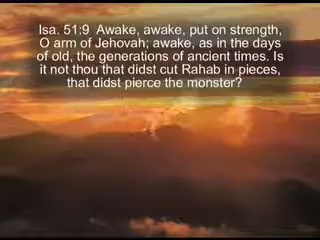 Isa. 51:9  Awake, awake, put on strength,
O arm of Jehovah; awake, as in the days
of old, the generations of ancient times. Is
it not thou that didst cut Rahab in pieces,
that didst pierce the monster?